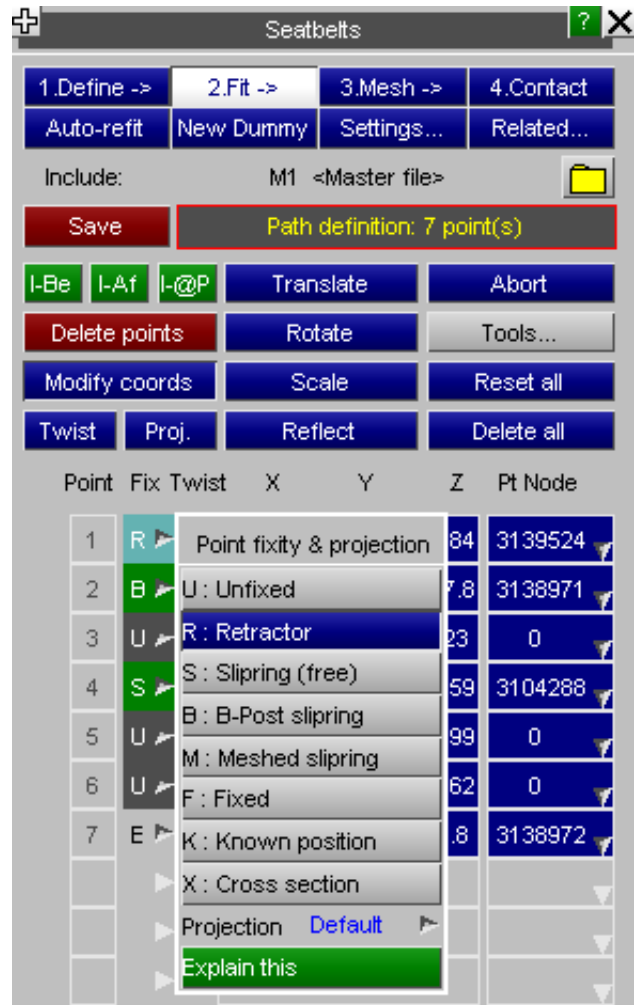 Seatbelts ?
1.Define -> 2.Fit -> 3.Mesh -> 4.Contact
Auto-refit New Dummy Settings... Related...
Include: M1 <Master file>
Save Path definition: 7 point(s)
I-Be I-Af I-@P Translate Abort
Delete points Rotate Tools...
Modify coords Scale Reset all
Twist Proj. Reflect Delete all
Point Fix Twist X Y Z Pt Node
1 R Point fixity & projection 84 3139524
2 B U : Unfixed 7.8 3138971
3 U R : Retractor 23 0
4 S S : Slipring (free) 59 3104288
B : B-Post slipring
5 U 99 0
M : Meshed slipring
6 U F : Fixed 62 0
7 E K : Known position .8 3138972
X : Cross section
Projection Default
Explain this